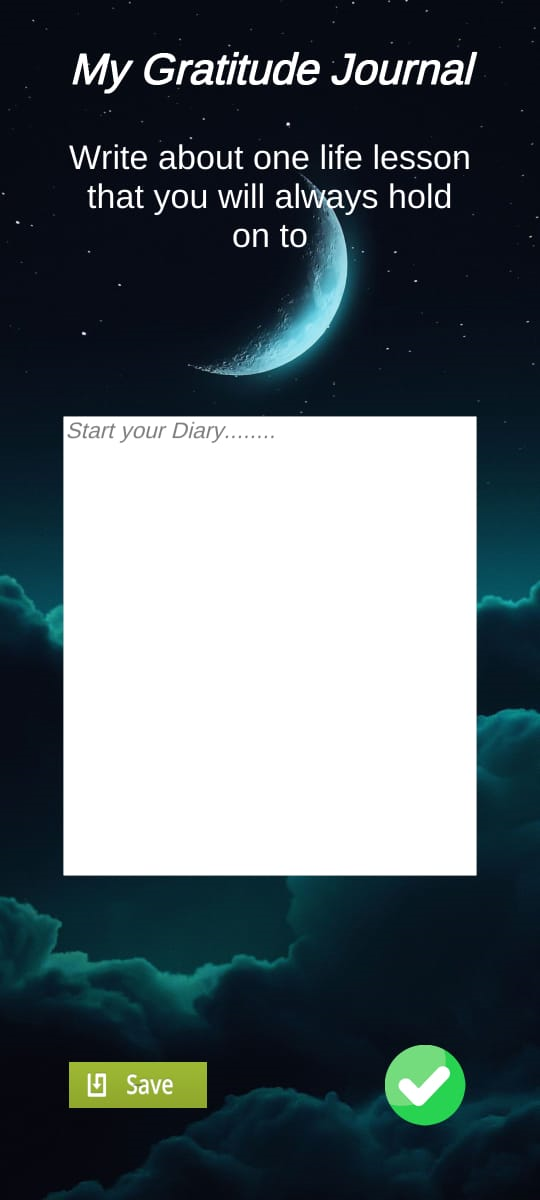 My Gratitude Journal
Write about one life lesson
that you will always hold
on to
Start your Diary........
Save